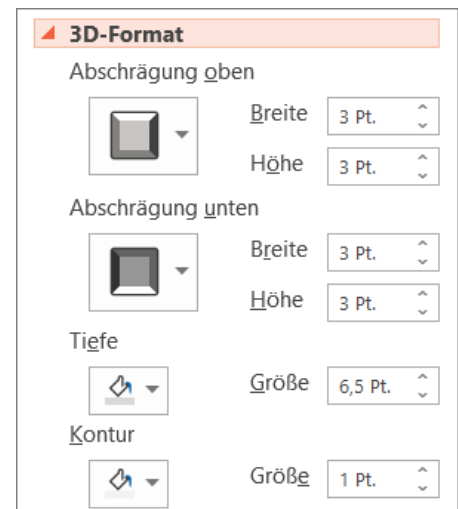 3D-Format
Abschrägung oben
Breite 3 Pt.
Höhe 3 Pt.
Abschrägung unten
Breite 3 Pt.
Höhe 3 Pt.
Tiefe
Größe 6,5 Pt.
Kontur
Größe 1 Pt.